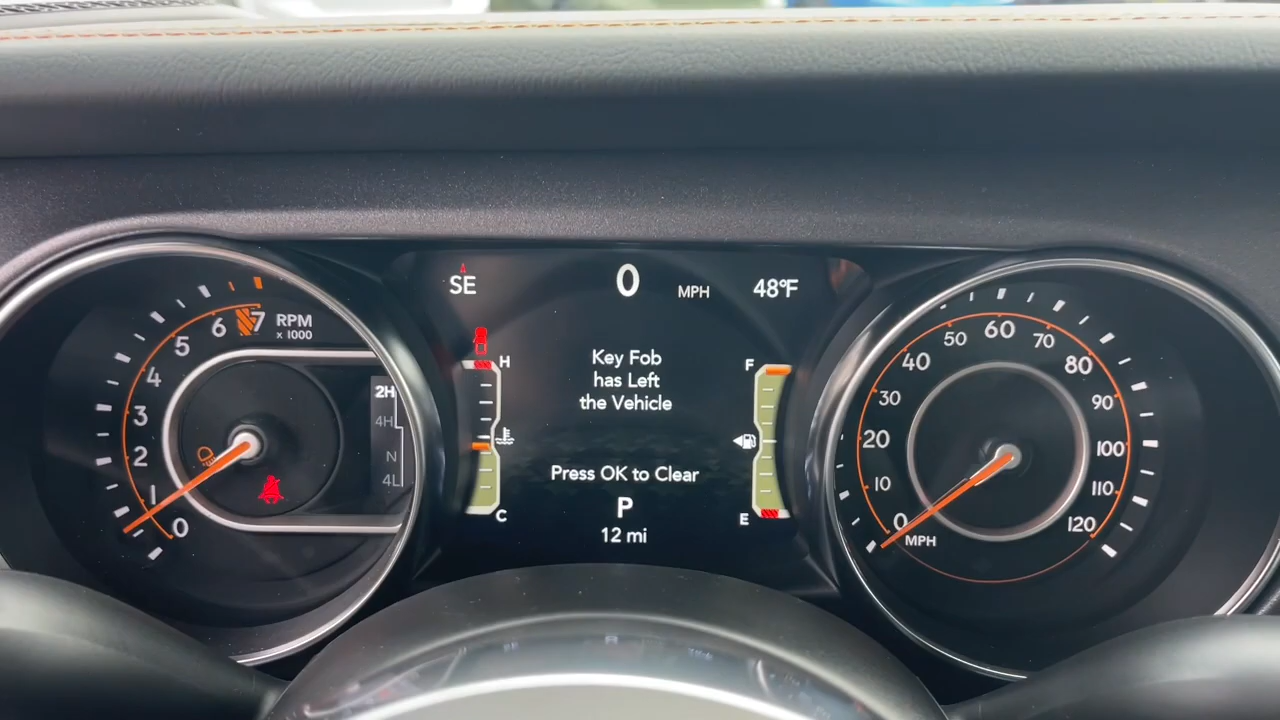 SE
0 MPH
48°F
7
6
5
4
3
2
1
0
RPM
x 1000
2H
4H
N
4L
H
C
Key Fob
has Left
the Vehicle
Press OK to Clear
P
12 mi
F
E
0
10
20
30
40
50
60
70
80
90
100
110
120
MPH